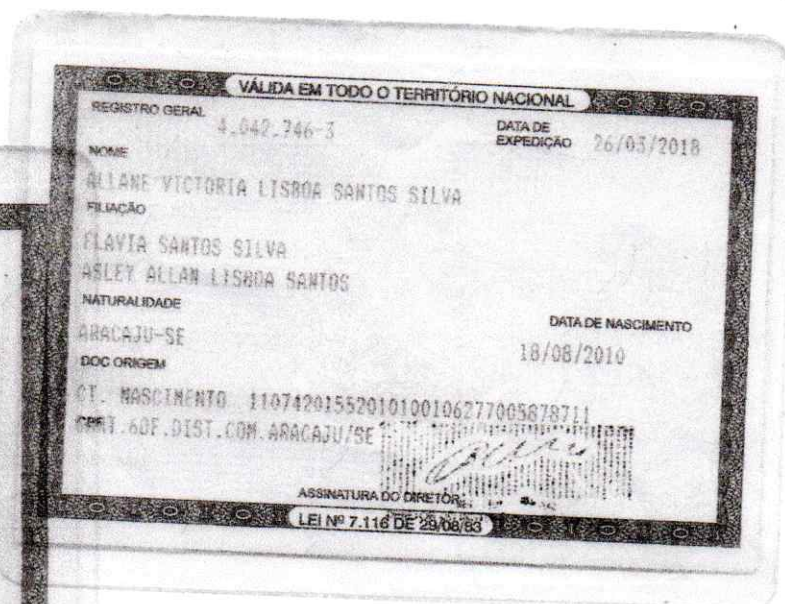 VÁLIDA EM TODO O TERRITÓRIO NACIONAL
REGISTRO GERAL 4.042.746-3 DATA DE EXPEDIÇÃO 26/03/2018
NOME
ALLANE VICTORIA LISBOA SANTOS SILVA
FILIAÇÃO
FLAVIA SANTOS SILVA
ASLEY ALLAN LISBOA SANTOS
NATURALIDADE
ARACAJU-SE
DATA DE NASCIMENTO
18/08/2010
DOC ORIGEM
CT. NASCIMENTO 11074201552010100106277005878711
CART.6OF.DIST.COM.ARACAJU/SE
ASSINATURA DO DIRETOR
LEI Nº 7.116 DE 29/08/83